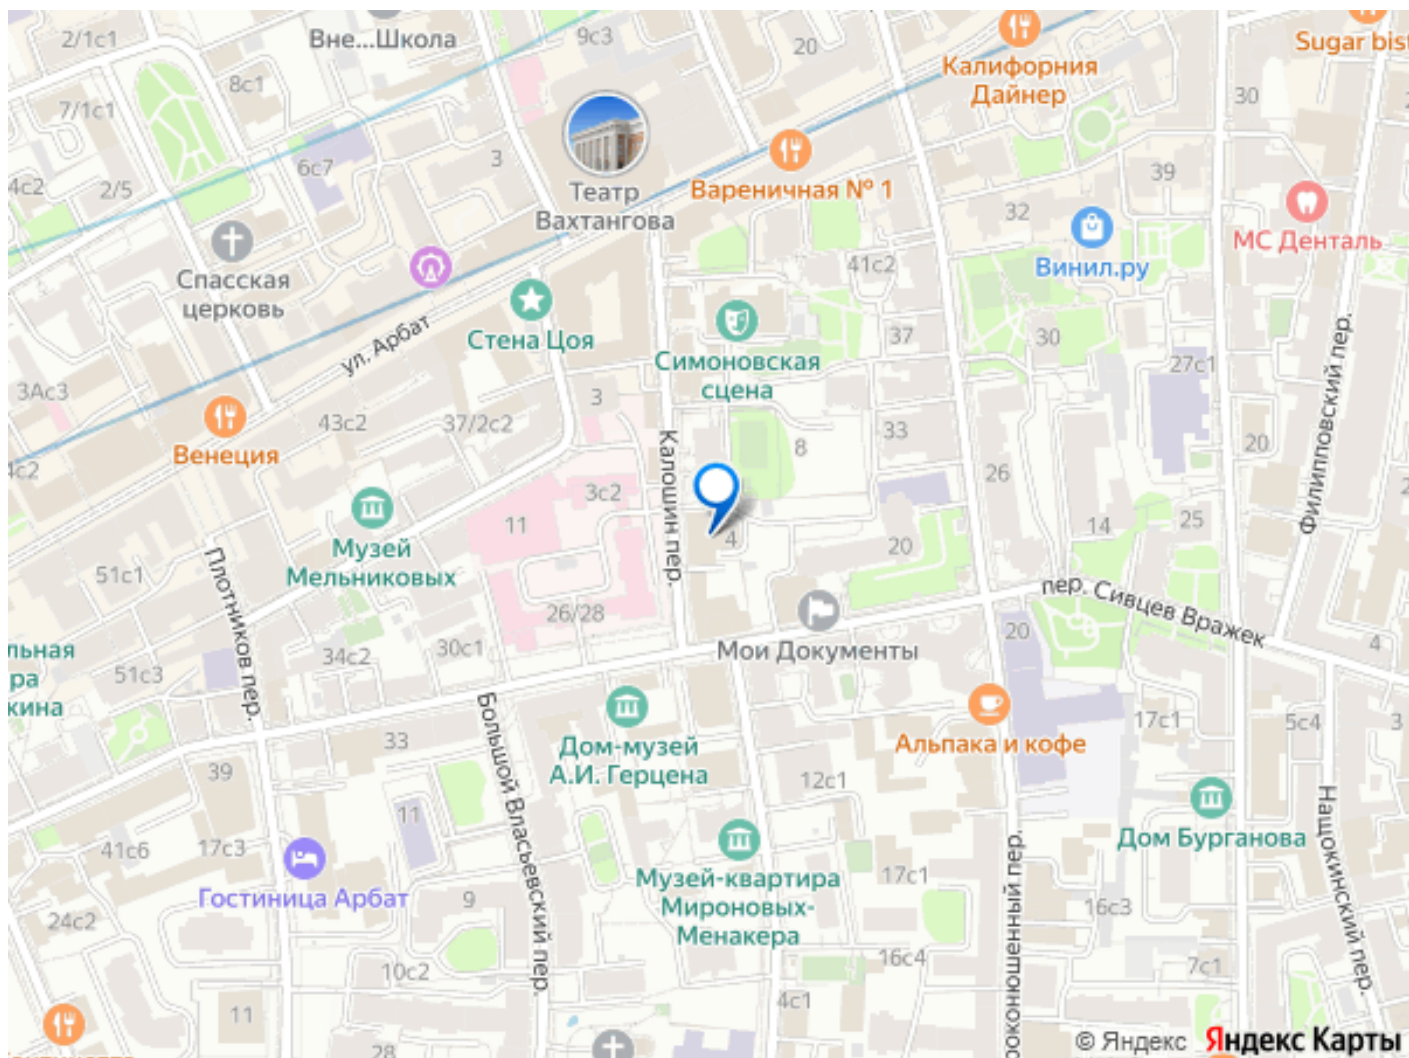 2/1с1
Вне...Школа
9с3
20
Калифорния
Дайнер
Sugar bist
8с1
7/1с1
30
6с7
3
39
4с2
2/5
Театр
Вахтангова
Вареничная № 1
32
МС Денталь
Спасская
церковь
41с2
Винил.ру
ул. Арбат
Стена Цоя
37
30
Симоновская
сцена
27с1
Филипповский пер.
3Ас3
3
43с2
37/2с2
33
20
Венеция
4с2
Калошин пер.
8
26
3с2
11
14
25
Музей
Мельниковых
4
20
51с1
Плотников пер.
пер. Сивцев Вражек
26/28
20
4
льная
ра
кина
34с2
30с1
Мои Документы
51с3
Большой Власьевский пер.
17с1
5с4
3
33
Дом-музей
А.И. Герцена
Альпака и кофе
39
12с1
11
Нащокинский пер.
Дом Бурганова
41с6
17с3
Гостиница Арбат
Музей-квартира
Мироновых-
Менакера
17с1
9
16с3
24с2
роконюшенный пер.
10с2
16с4
7с1
11
4с1
28
© Яндекс Яндекс Карты